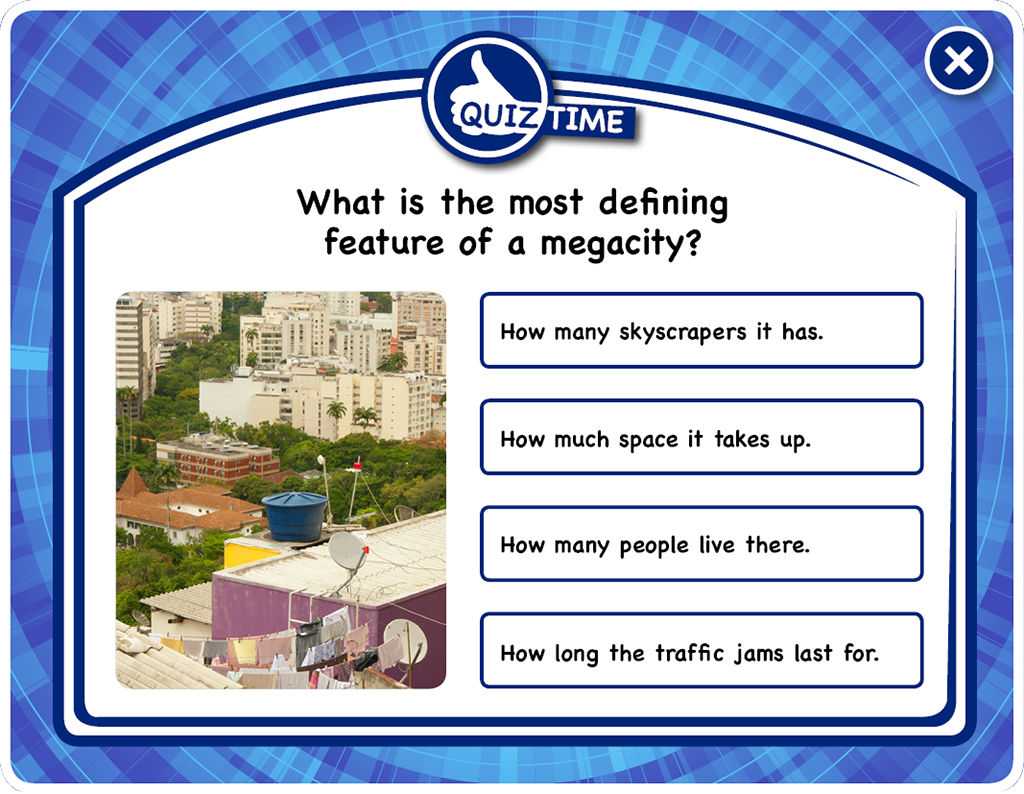 QUIZ TIME
What is the most defining
feature of a megacity?
How many skyscrapers it has.
How much space it takes up.
How many people live there.
How long the traffic jams last for.